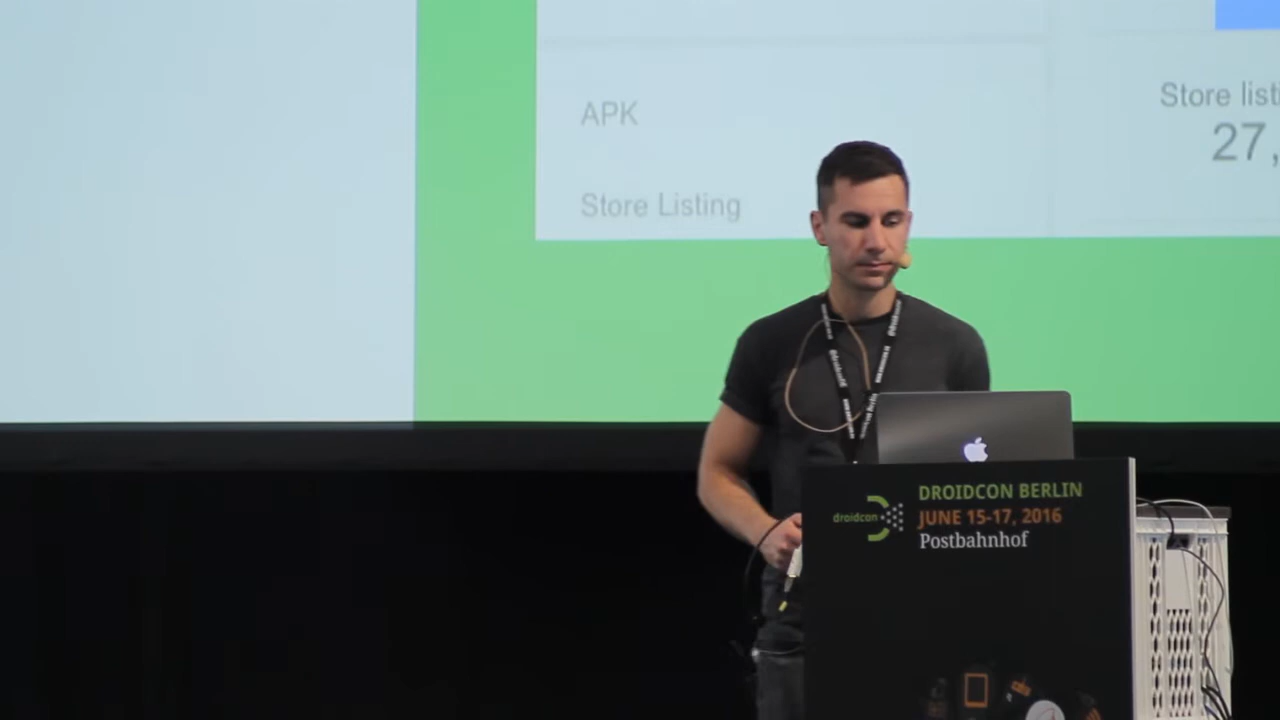 APK
Store listi
27,
Store Listing
droidcon
DROIDCON BERLIN
JUNE 15-17, 2016
Postbahnhof